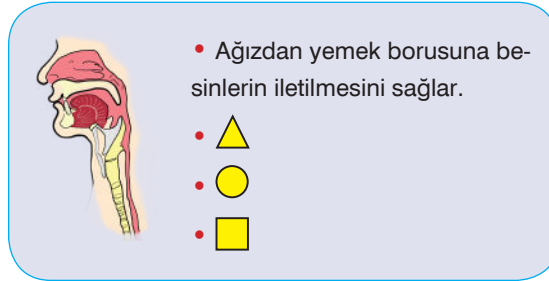 • Ağızdan yemek borusuna be-
sinlerin iletilmesini sağlar.
•
•
•